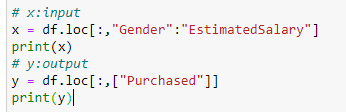 # x:input
x = df.loc[:,"Gender":"EstimatedSalary"]
print(x)
# y:output
y = df.loc[:,["Purchased"]]
print(y)